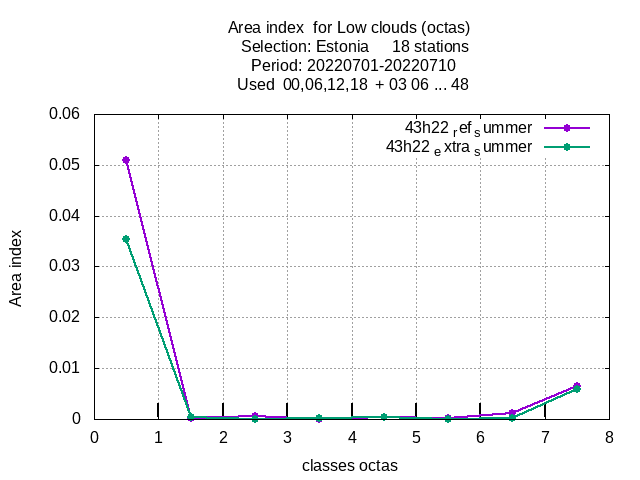 Area index  for Low clouds (octas)
Selection: Estonia     18 stations
Period: 20220701-20220710
Used  00,06,12,18  + 03 06 ... 48
43h22 ref summer
43h22 extra summer
0.06
0.05
0.04
0.03
0.02
0.01
0
Area index
0 1 2 3 4 5 6 7 8
classes octas